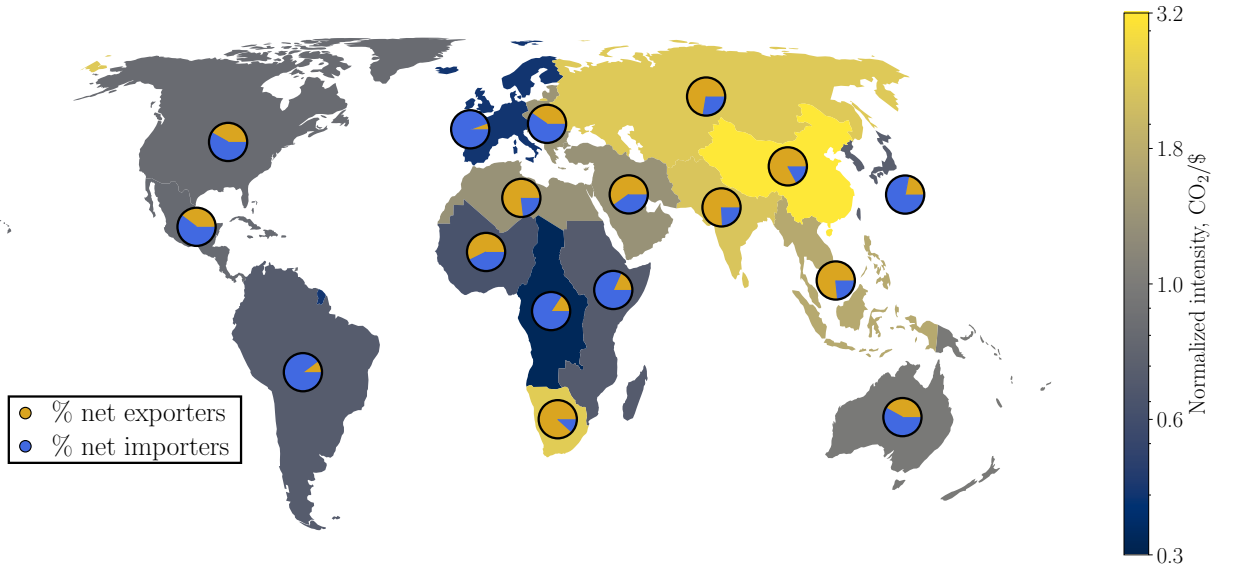 % net exporters
% net importers
3.2
1.8
1.0
0.6
0.3
Normalized intensity, CO₂/$